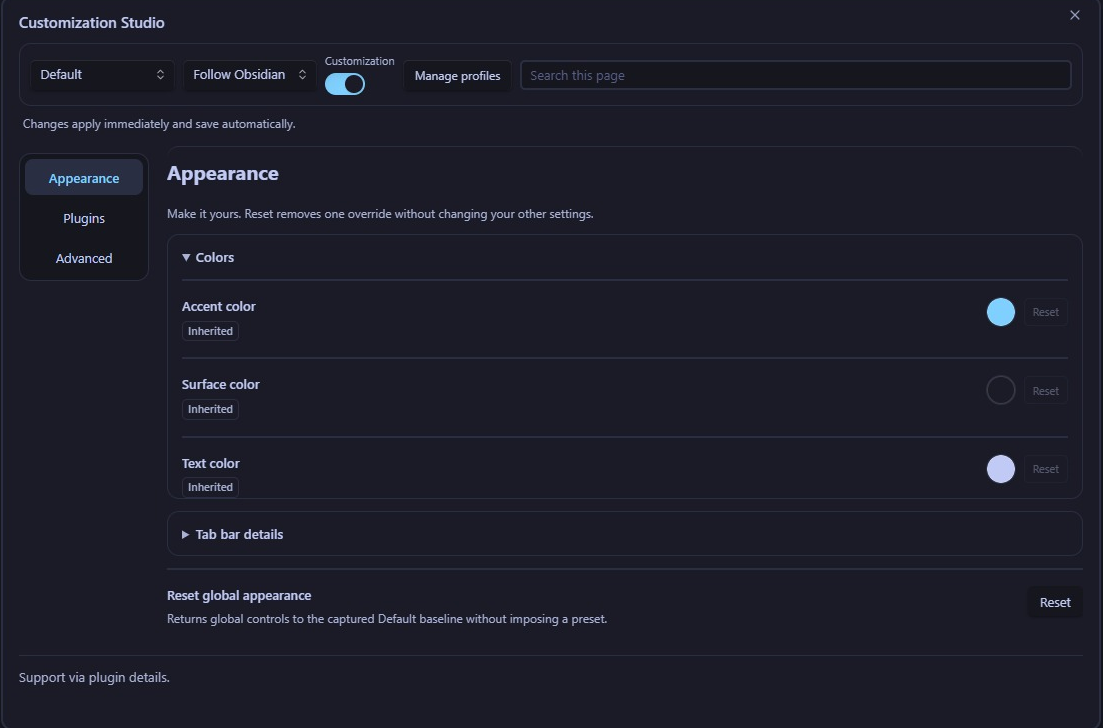 Customization Studio
Default
Follow Obsidian
Customization
Manage profiles
Search this page
Changes apply immediately and save automatically.
Appearance
Plugins
Advanced
Appearance
Make it yours. Reset removes one override without changing your other settings.
Colors
Accent color
Inherited
Reset
Surface color
Inherited
Reset
Text color
Inherited
Reset
Tab bar details
Reset global appearance
Returns global controls to the captured Default baseline without imposing a preset.
Reset
Support via plugin details.